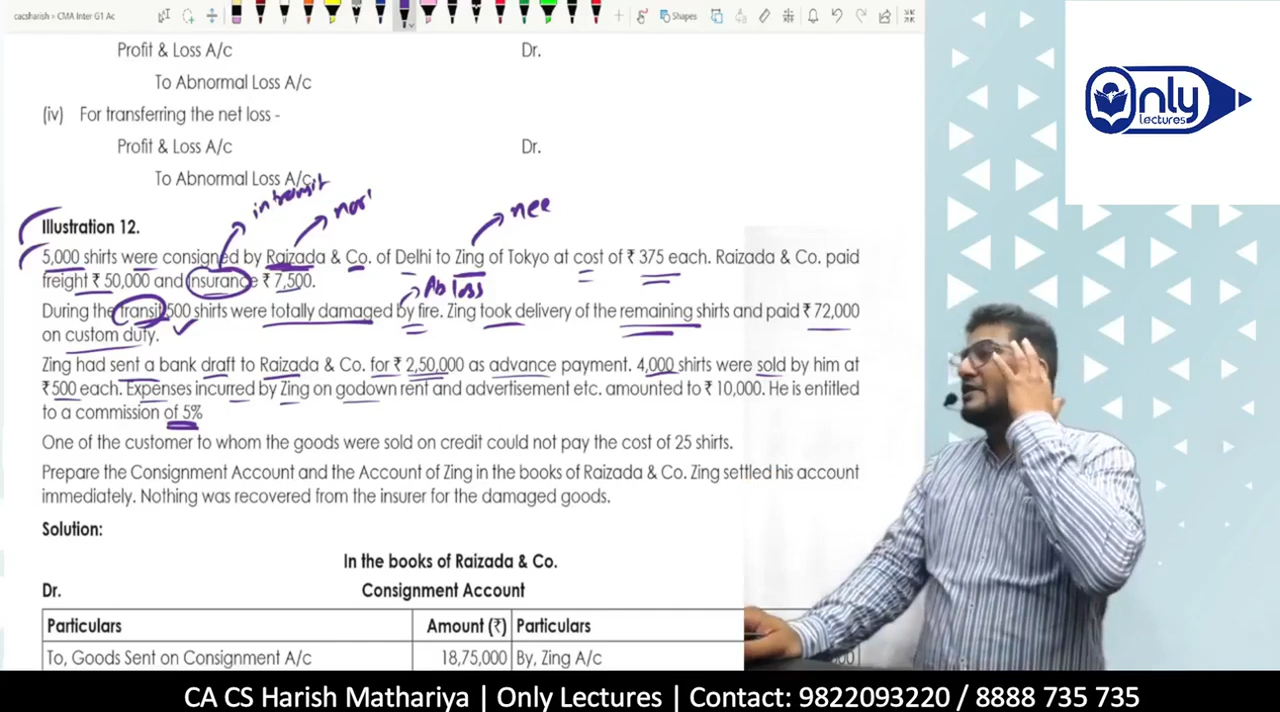 cacsharish » CMA Inter G1 Ac
Shapes
Profit & Loss A/c Dr.
To Abnormal Loss A/c
(iv) For transferring the net loss -
Profit & Loss A/c Dr.
To Abnormal Loss A/c
in transit
nor
nee
Illustration 12.
5,000 shirts were consigned by Raizada & Co. of Delhi to Zing of Tokyo at cost of ₹ 375 each. Raizada & Co. paid
freight ₹ 50,000 and insurance ₹ 7,500.
Ab loss
During the transit 500 shirts were totally damaged by fire. Zing took delivery of the remaining shirts and paid ₹ 72,000
on custom duty.
Zing had sent a bank draft to Raizada & Co. for ₹ 2,50,000 as advance payment. 4,000 shirts were sold by him at
₹500 each. Expenses incurred by Zing on godown rent and advertisement etc. amounted to ₹ 10,000. He is entitled
to a commission of 5%
One of the customer to whom the goods were sold on credit could not pay the cost of 25 shirts.
Prepare the Consignment Account and the Account of Zing in the books of Raizada & Co. Zing settled his account
immediately. Nothing was recovered from the insurer for the damaged goods.
Solution:
In the books of Raizada & Co.
Dr. Consignment Account
Particulars Amount (₹) Particulars
To, Goods Sent on Consignment A/c 18,75,000 By, Zing A/c
Only
Lectures
CA CS Harish Mathariya | Only Lectures | Contact: 9822093220 / 8888 735 735